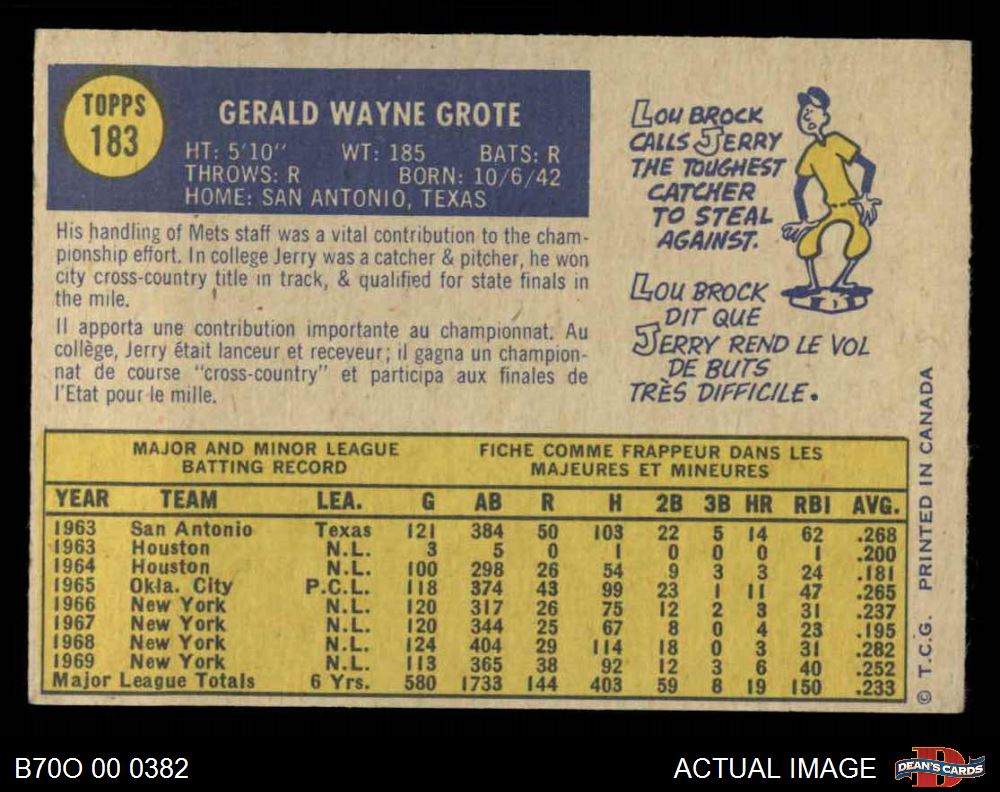 TOPPS
183
GERALD WAYNE GROTE
HT: 5'10" WT: 185 BATS: R
THROWS: R BORN: 10/6/42
HOME: SAN ANTONIO, TEXAS
His handling of Mets staff was a vital contribution to the cham-
pionship effort. In college Jerry was a catcher & pitcher, he won
city cross-country title in track, & qualified for state finals in
the mile.
Il apporta une contribution importante au championnat. Au
collège, Jerry était lanceur et receveur; il gagna un champion-
nat de course "cross-country" et participa aux finales de
l'Etat pour le mille.
LOU BROCK
CALLS JERRY
THE TOUGHEST
CATCHER
TO STEAL
AGAINST.
LOU BROCK
DIT QUE
JERRY REND LE VOL
DE BUTS
TRÈS DIFFICILE.
MAJOR AND MINOR LEAGUE
BATTING RECORD
FICHE COMME FRAPPEUR DANS LES
MAJEURES ET MINEURES
YEAR TEAM LEA. G AB R H 2B 3B HR RBI AVG.
1963 San Antonio Texas 121 384 50 103 22 5 14 62 .268
1963 Houston N.L. 3 5 0 1 0 0 0 1 .200
1964 Houston N.L. 100 298 26 54 9 3 3 24 .181
1965 Okla. City P.C.L. 118 374 43 99 23 1 11 47 .265
1966 New York N.L. 120 317 26 75 12 2 3 31 .237
1967 New York N.L. 120 344 25 67 8 0 4 23 .195
1968 New York N.L. 124 404 29 114 18 0 3 31 .282
1969 New York N.L. 113 365 38 92 12 3 6 40 .252
Major League Totals 6 Yrs. 580 1733 144 403 59 8 19 150 .233
© T.C.G. PRINTED IN CANADA
B70O 00 0382
ACTUAL IMAGE
D
DEAN'S CARDS